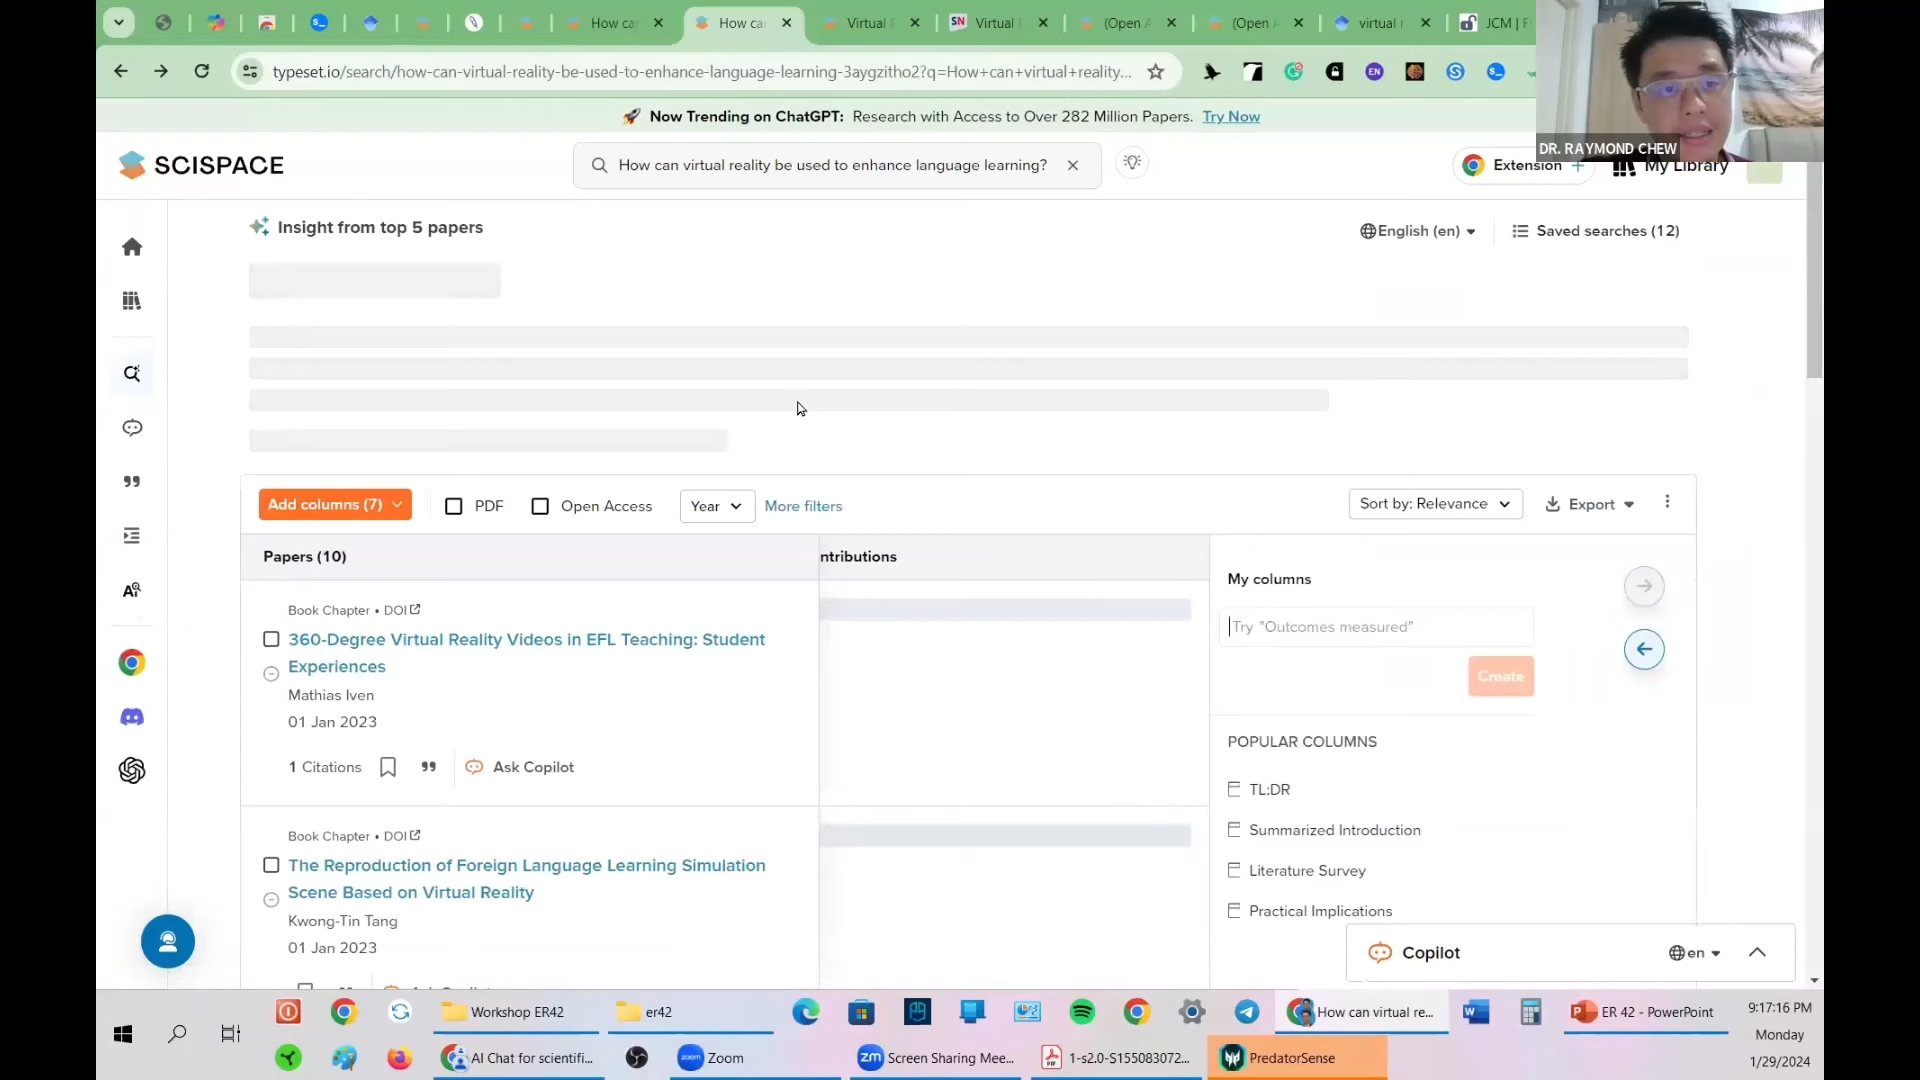 How ca
How ca
Virtual
SN Virtual
(Open A
(Open A
virtual r
JCM | F
typeset.io/search/how-can-virtual-reality-be-used-to-enhance-language-learning-3aygzitho2?q=How+can+virtual+reality...
EN
DR. RAYMOND CHEW
Now Trending on ChatGPT: Research with Access to Over 282 Million Papers. Try Now
SCISPACE
How can virtual reality be used to enhance language learning?
Extension
My Library
Insight from top 5 papers
English (en)
Saved searches (12)
Add columns (7)
PDF
Open Access
Year
More filters
Sort by: Relevance
Export
Papers (10)
ntributions
My columns
Try "Outcomes measured"
Create
Book Chapter • DOI
360-Degree Virtual Reality Videos in EFL Teaching: Student
Experiences
Mathias Iven
01 Jan 2023
1 Citations
Ask Copilot
POPULAR COLUMNS
TL;DR
Summarized Introduction
Literature Survey
Practical Implications
Book Chapter • DOI
The Reproduction of Foreign Language Learning Simulation
Scene Based on Virtual Reality
Kwong-Tin Tang
01 Jan 2023
Copilot
en
Workshop ER42
er42
How can virtual re...
ER 42 - PowerPoint
AI Chat for scientifi...
zoom Zoom
zm Screen Sharing Mee...
1-s2.0-S155083072...
PredatorSense
9:17:16 PM
Monday
1/29/2024